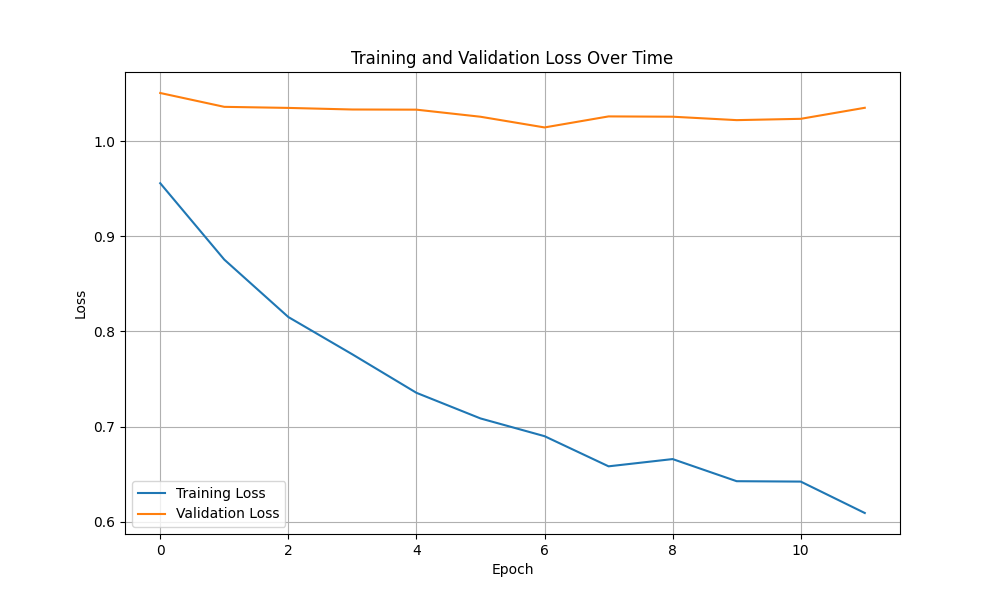 Training and Validation Loss Over Time
1.0
0.9
0.8
0.7
0.6
Loss
Training Loss
Validation Loss
0 2 4 6 8 10
Epoch